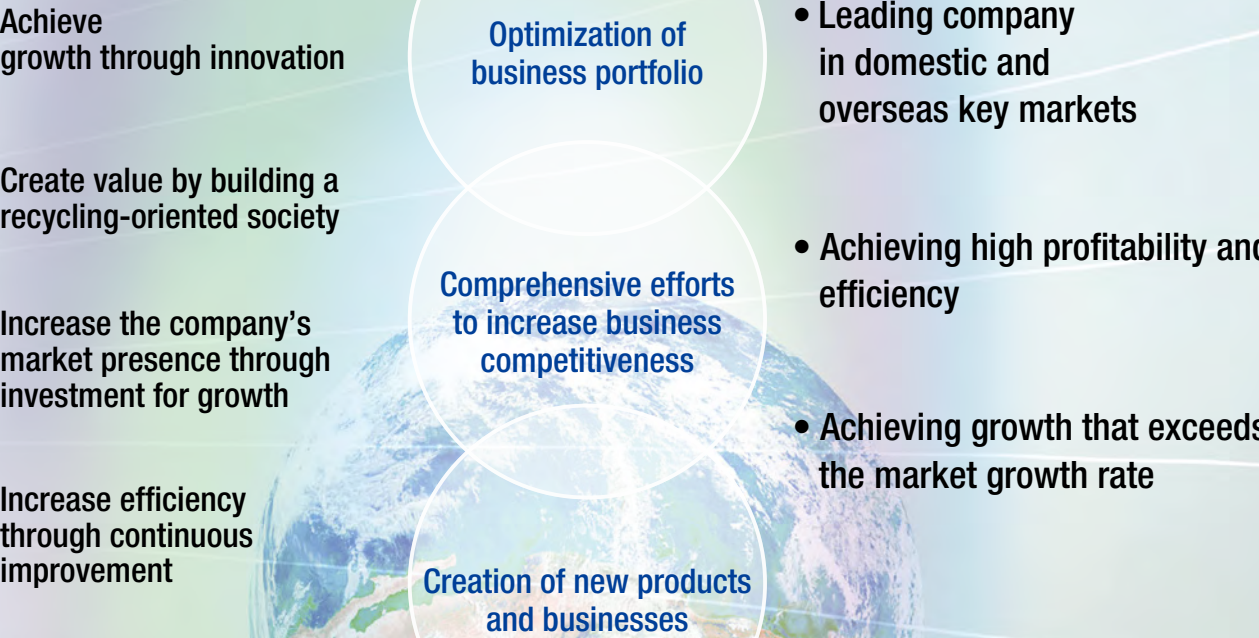 Achieve
growth through innovation
Create value by building a
recycling-oriented society
Increase the company’s
market presence through
investment for growth
Increase efficiency
through continuous
improvement
Optimization of
business portfolio
Comprehensive efforts
to increase business
competitiveness
Creation of new products
and businesses
• Leading company
in domestic and
overseas key markets
• Achieving high profitability and
efficiency
• Achieving growth that exceeds
the market growth rate